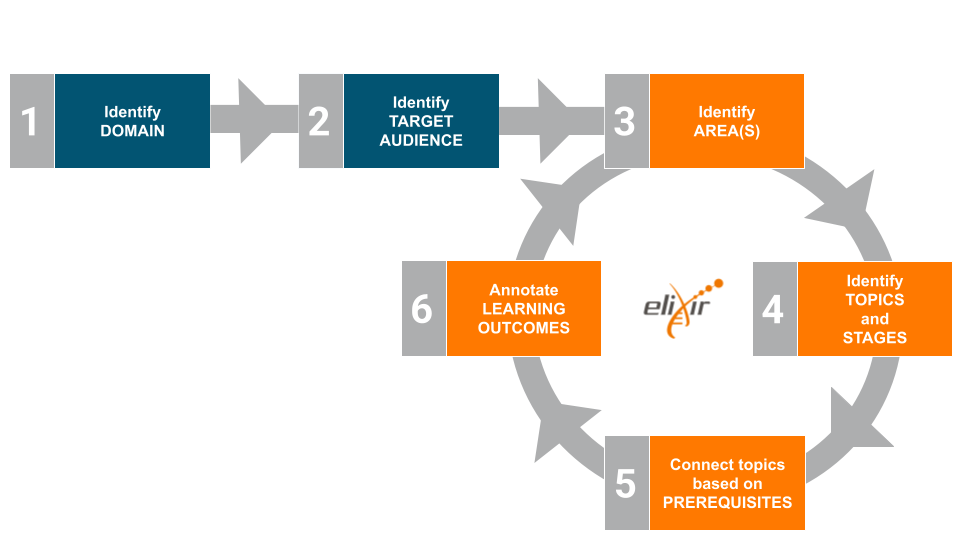 1
Identify
DOMAIN
2
Identify
TARGET
AUDIENCE
3
Identify
AREA(S)
4
Identify
TOPICS
and
STAGES
5
Connect topics
based on
PREREQUISITES
6
Annotate
LEARNING
OUTCOMES
elixir